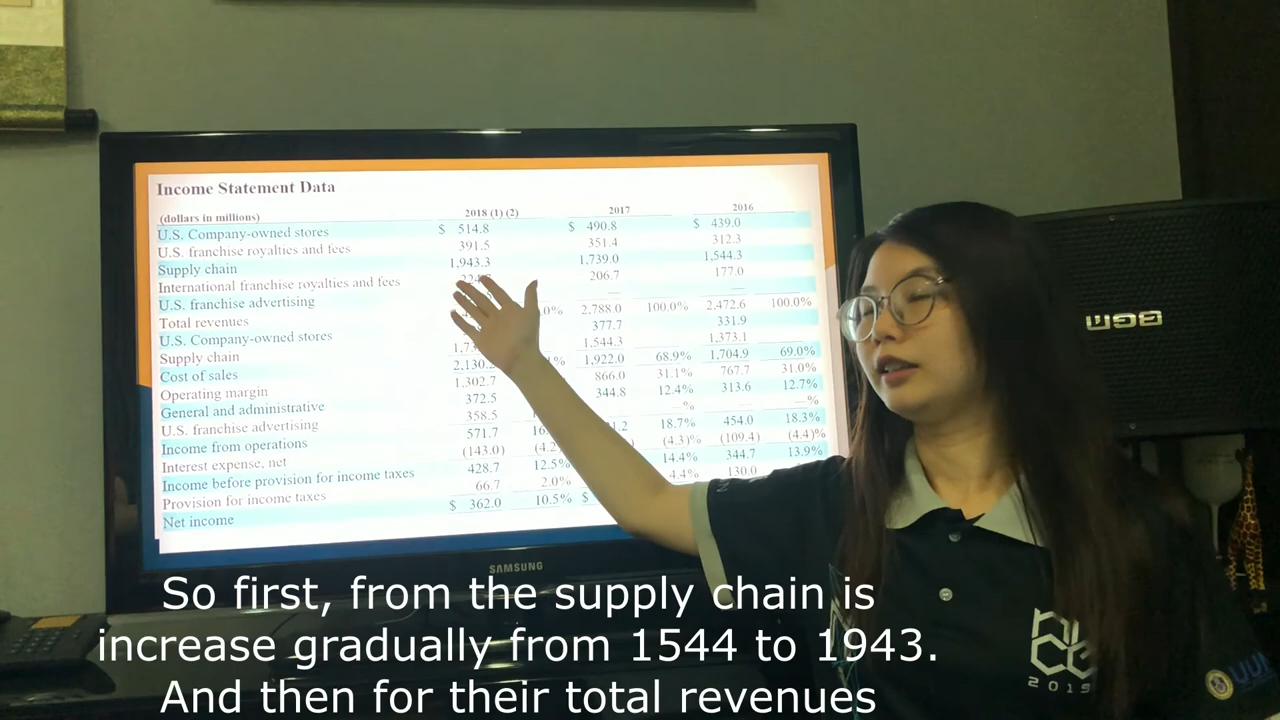 Income Statement Data
(dollars in millions) 2018 (1) (2) 2017 2016
U.S. Company-owned stores $ 514.8 $ 490.8 $ 439.0
U.S. franchise royalties and fees 391.5 351.4 312.3
Supply chain 1,943.3 1,739.0 1,544.3
International franchise royalties and fees 206.7 177.0
U.S. franchise advertising — —
Total revenues 2,788.0 100.0% 2,472.6 100.0%
U.S. Company-owned stores 377.7 331.9
Supply chain 1,544.3 1,373.1
Cost of sales 1,922.0 68.9% 1,704.9 69.0%
Operating margin 1,302.7 866.0 31.1% 767.7 31.0%
General and administrative 372.5 344.8 12.4% 313.6 12.7%
U.S. franchise advertising 358.5 —% — —%
Income from operations 571.7 18.7% 454.0 18.3%
Interest expense, net (143.0) (4.3)% (109.4) (4.4)%
Income before provision for income taxes 428.7 12.5% 14.4% 344.7 13.9%
Provision for income taxes 66.7 2.0% 4.4% 130.0
Net income $ 362.0 10.5% $
SAMSUNG
BGM
2019
So first, from the supply chain is
increase gradually from 1544 to 1943.
And then for their total revenues